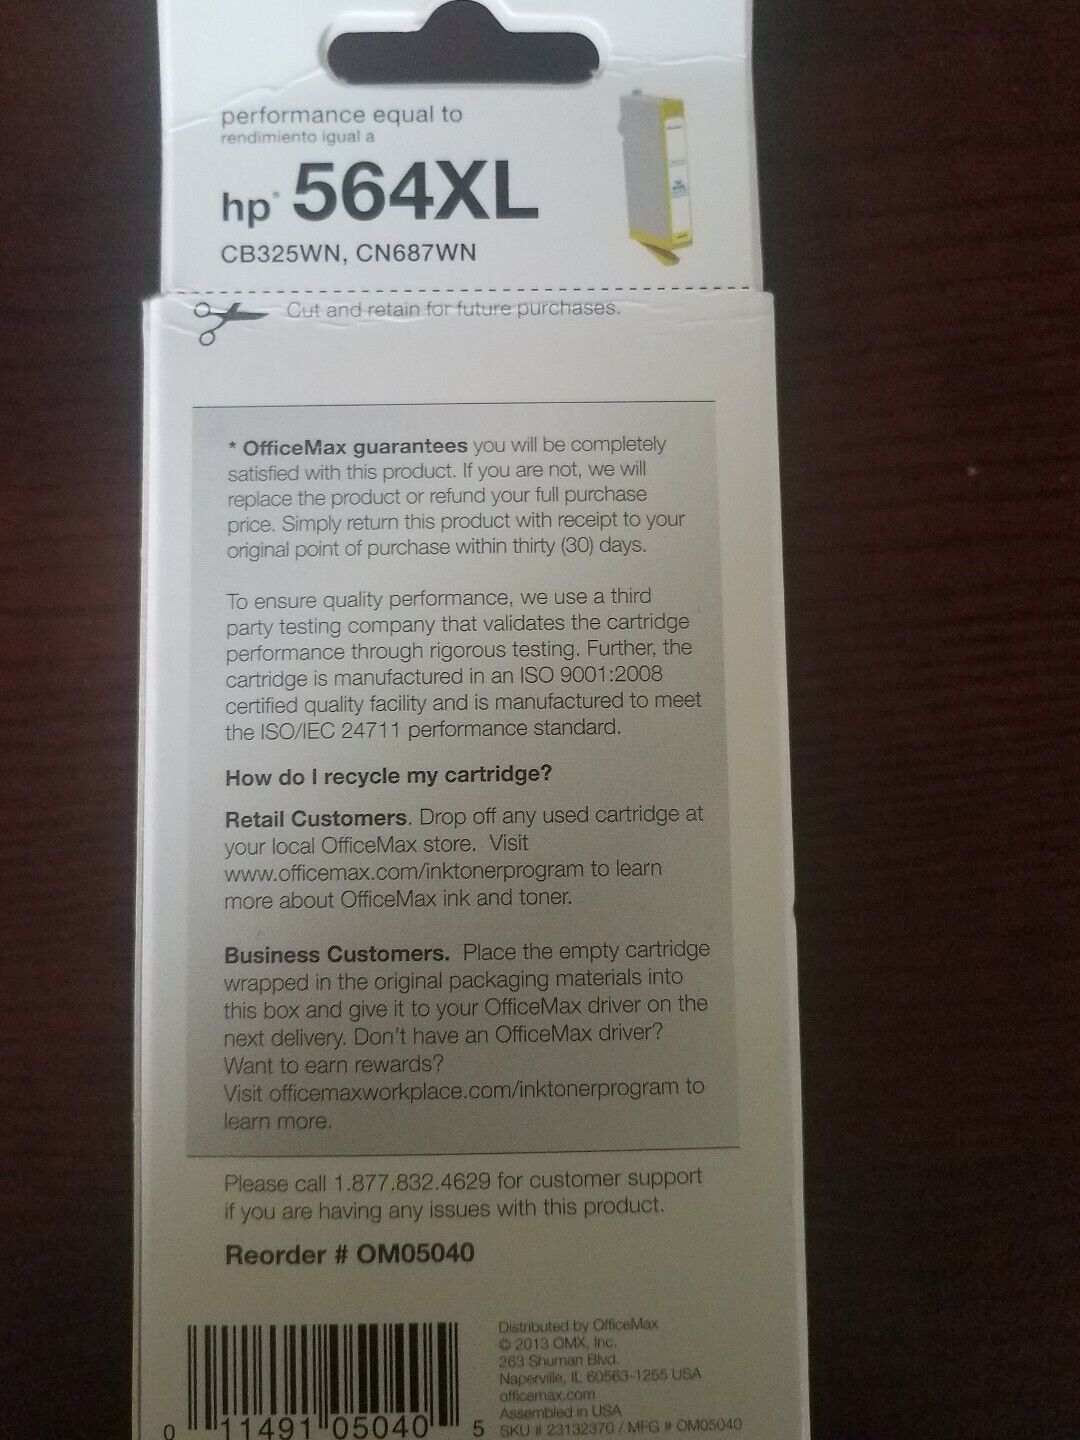 performance equal to
rendimiento igual a
hp® 564XL
CB325WN, CN687WN
Cut and retain for future purchases.
* OfficeMax guarantees you will be completely
satisfied with this product. If you are not, we will
replace the product or refund your full purchase
price. Simply return this product with receipt to your
original point of purchase within thirty (30) days.
To ensure quality performance, we use a third
party testing company that validates the cartridge
performance through rigorous testing. Further, the
cartridge is manufactured in an ISO 9001:2008
certified quality facility and is manufactured to meet
the ISO/IEC 24711 performance standard.
How do I recycle my cartridge?
Retail Customers. Drop off any used cartridge at
your local OfficeMax store. Visit
www.officemax.com/inktonerprogram to learn
more about OfficeMax ink and toner.
Business Customers. Place the empty cartridge
wrapped in the original packaging materials into
this box and give it to your OfficeMax driver on the
next delivery. Don't have an OfficeMax driver?
Want to earn rewards?
Visit officemaxworkplace.com/inktonerprogram to
learn more.
Please call 1.877.832.4629 for customer support
if you are having any issues with this product.
Reorder # OM05040
0 11491 05040 5
Distributed by OfficeMax
© 2013 OMX, Inc.
263 Shuman Blvd.
Naperville, IL 60563-1255 USA
officemax.com
Assembled in USA
SKU # 23132370 / MFG # OM05040